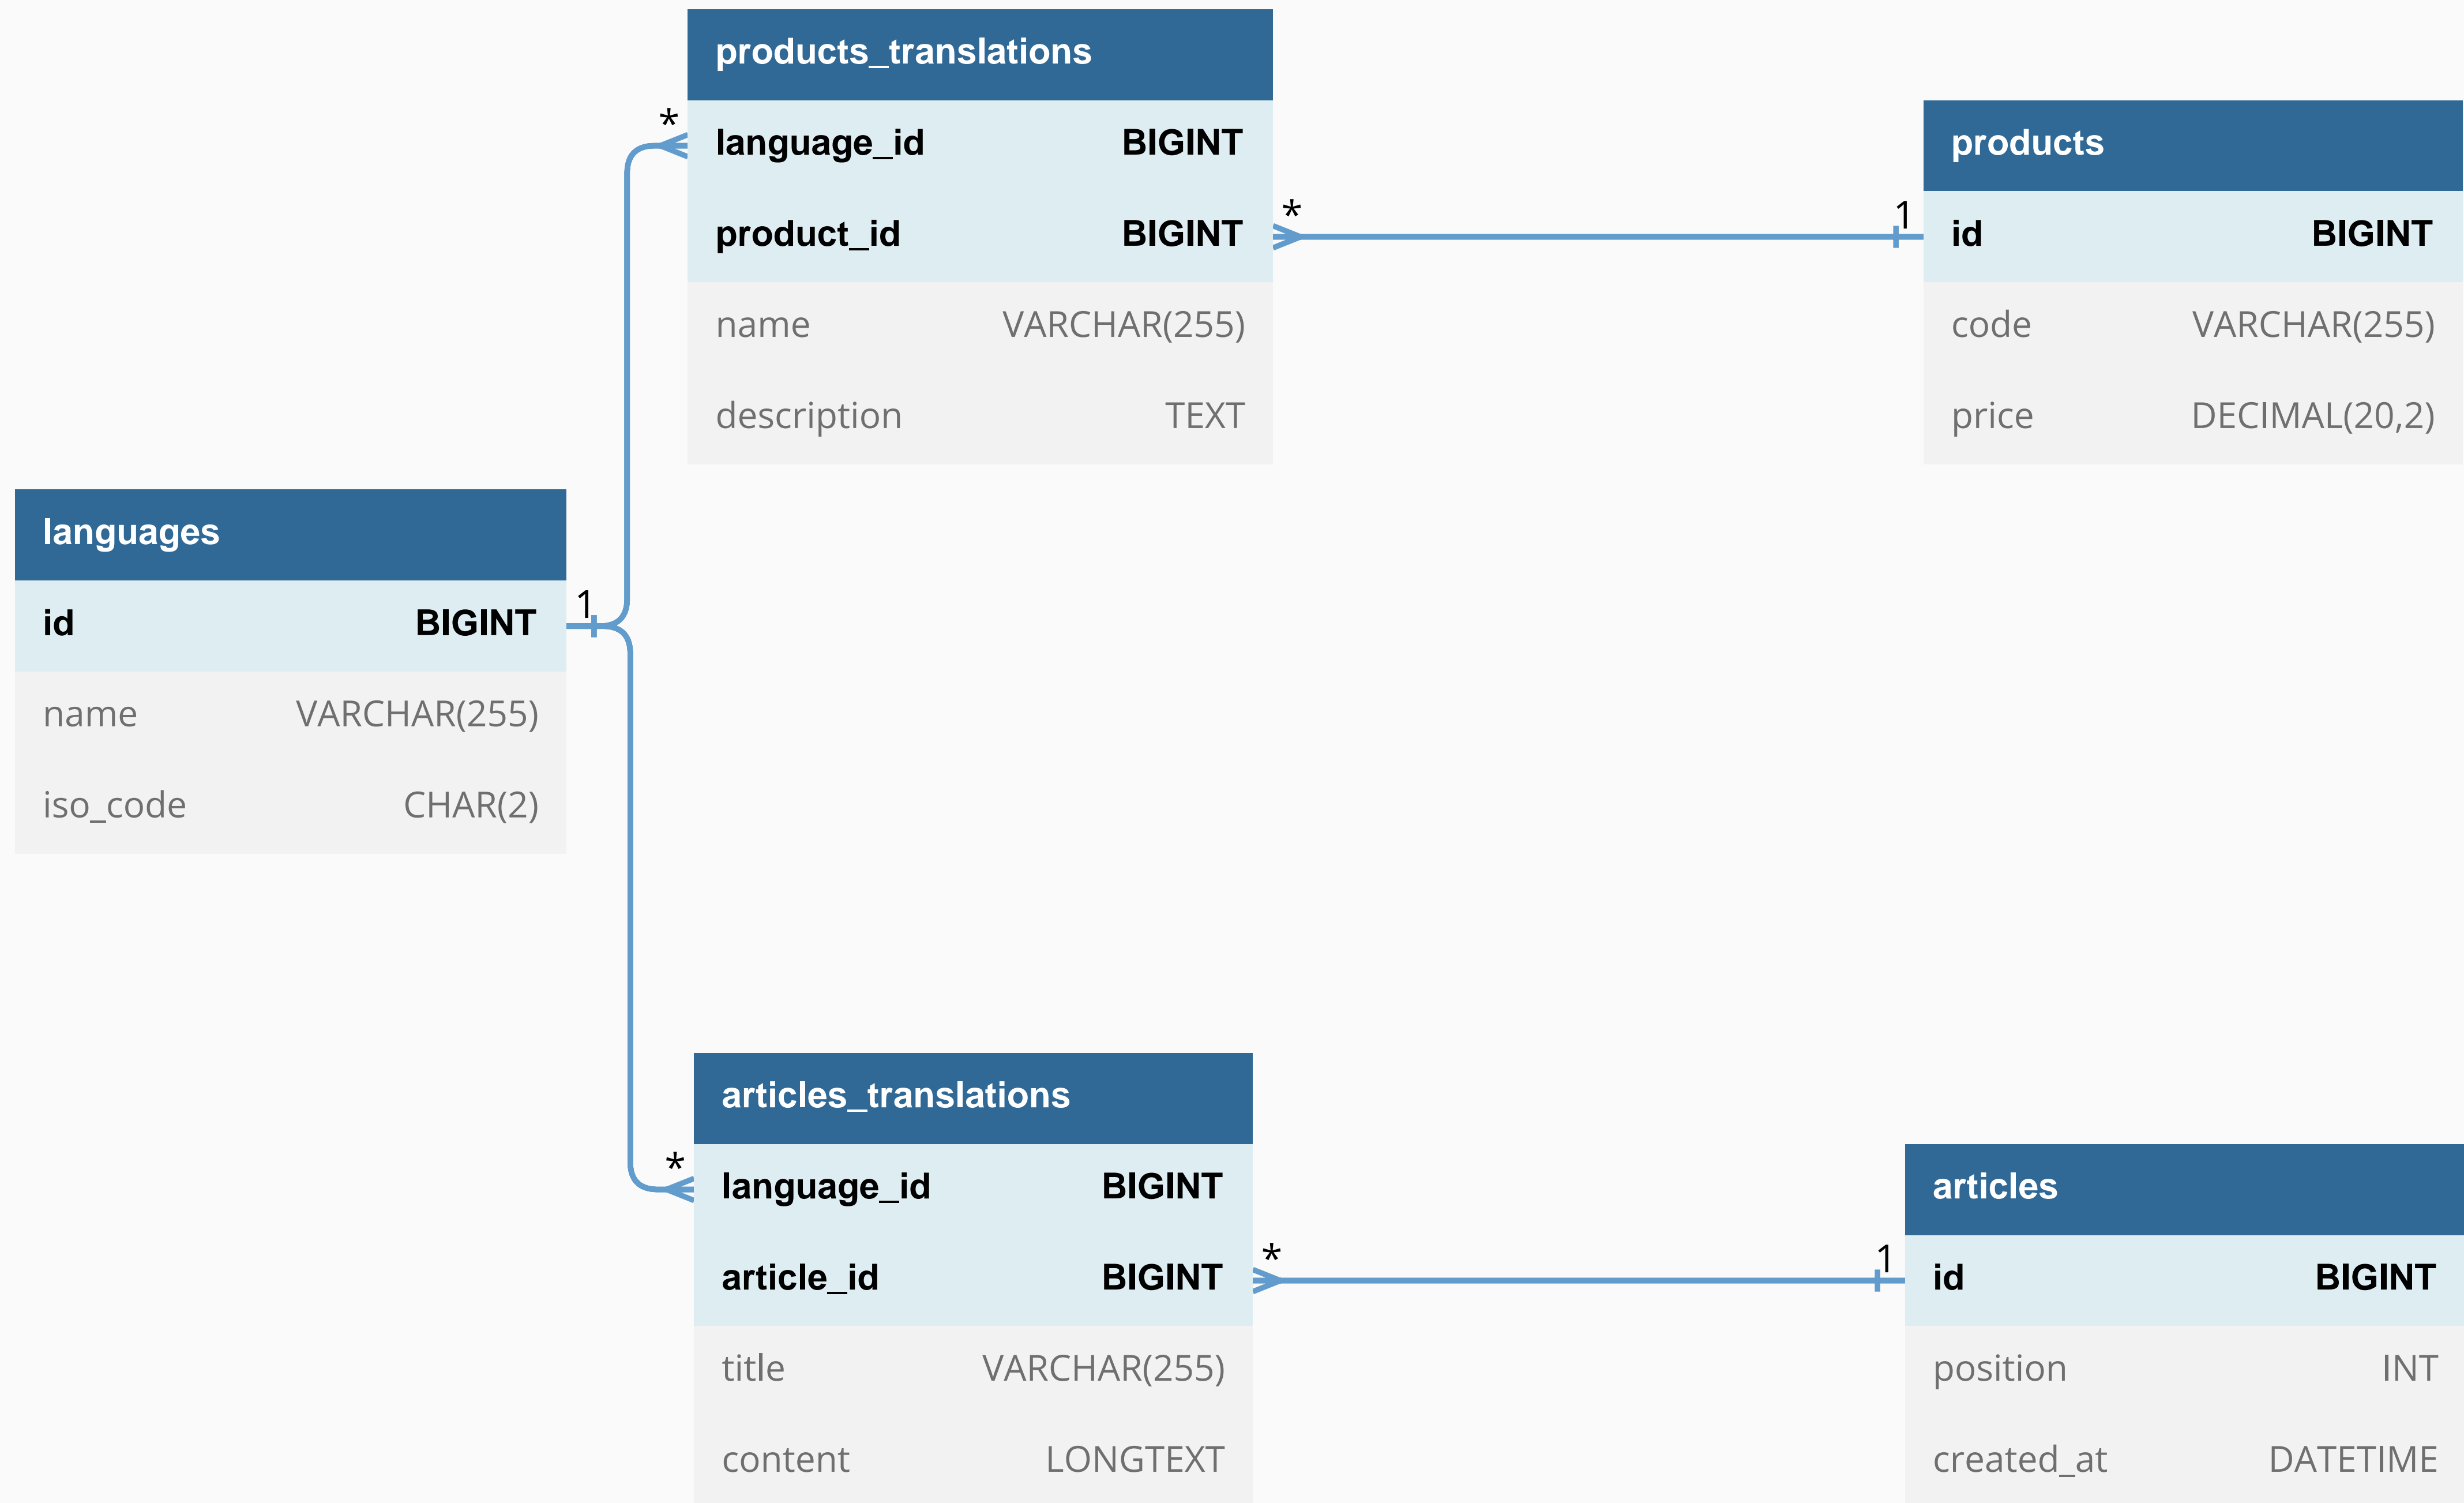 products_translations
* language_id BIGINT
product_id BIGINT *
name VARCHAR(255)
description TEXT
products
1 id BIGINT
code VARCHAR(255)
price DECIMAL(20,2)
languages
id BIGINT 1
name VARCHAR(255)
iso_code CHAR(2)
articles_translations
* language_id BIGINT
article_id BIGINT *
title VARCHAR(255)
content LONGTEXT
articles
1 id BIGINT
position INT
created_at DATETIME